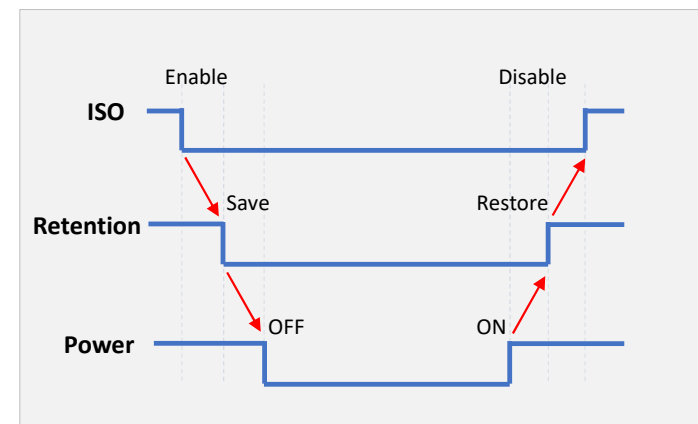 Enable Disable
ISO
Save Restore
Retention
OFF ON
Power